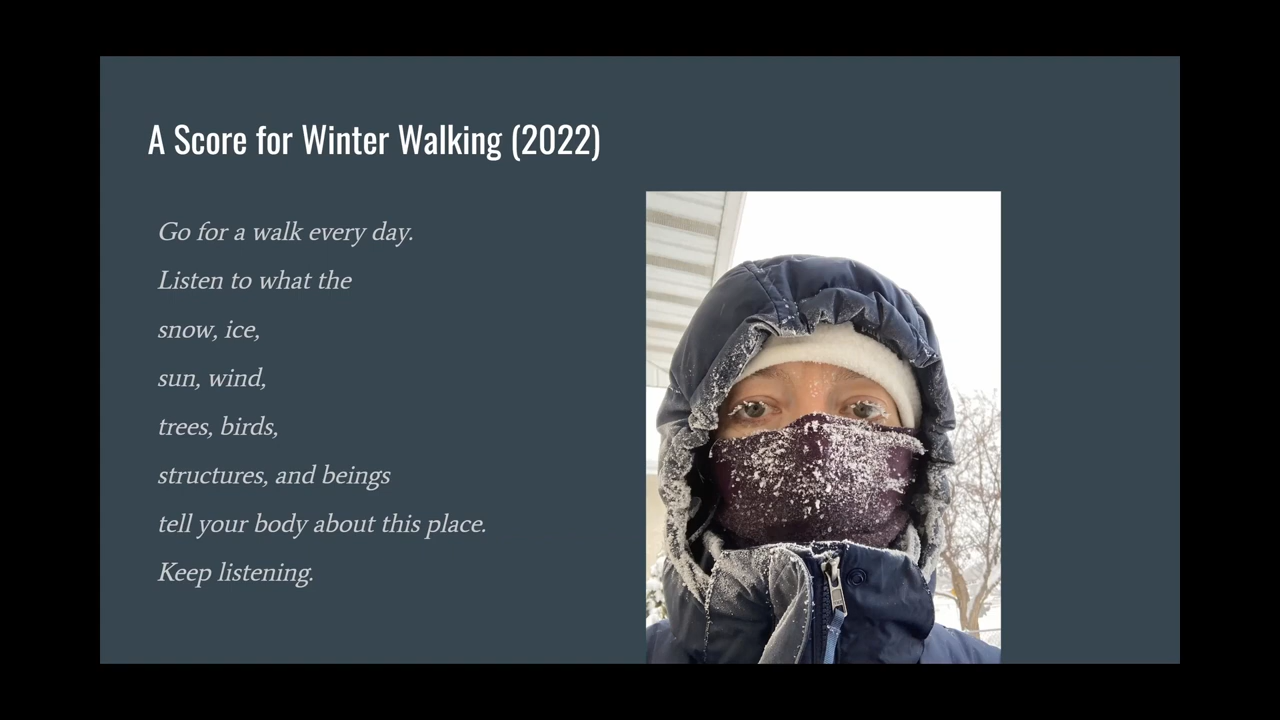 A Score for Winter Walking (2022)
Go for a walk every day.
Listen to what the
snow, ice,
sun, wind,
trees, birds,
structures, and beings
tell your body about this place.
Keep listening.